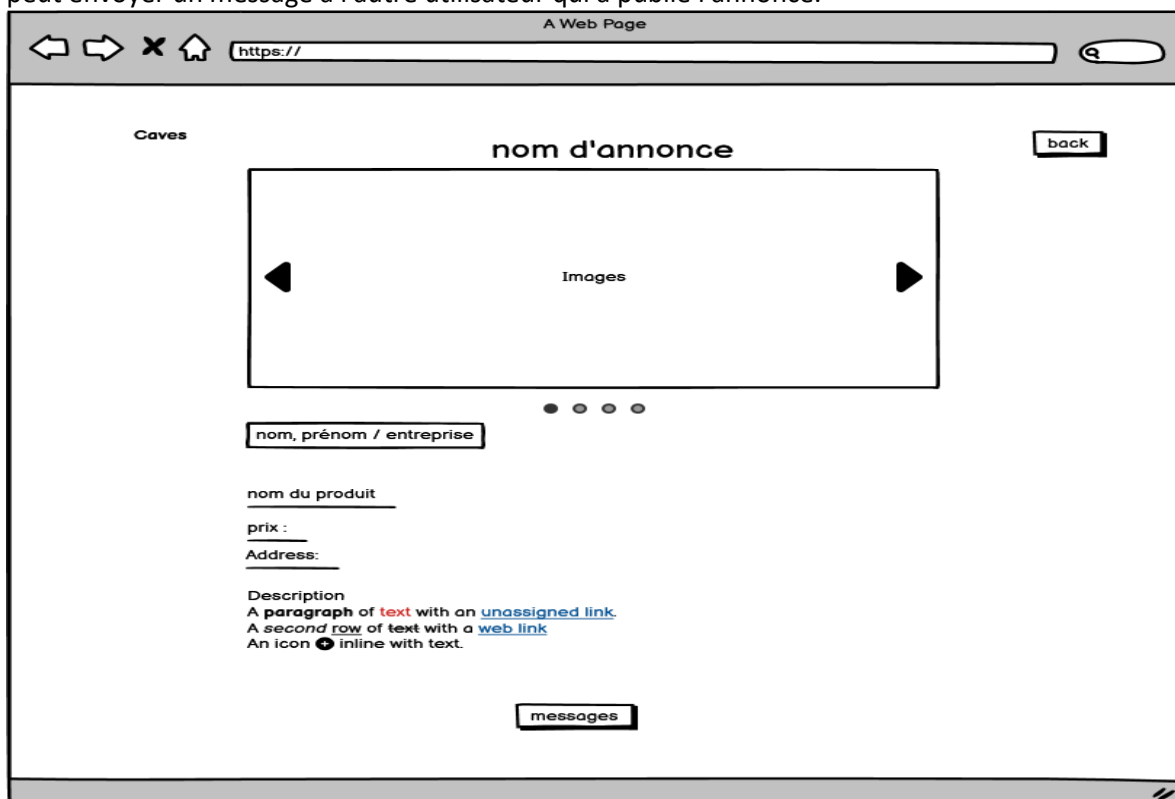 peut envoyer un message à l'autre utilisateur qui a publié l'annonce.
A Web Page
https://
Caves
nom d'annonce
back
Images
nom, prénom / entreprise
nom du produit
prix :
Address:
Description
A paragraph of text with an unassigned link.
A second row of text with a web link
An icon inline with text.
messages